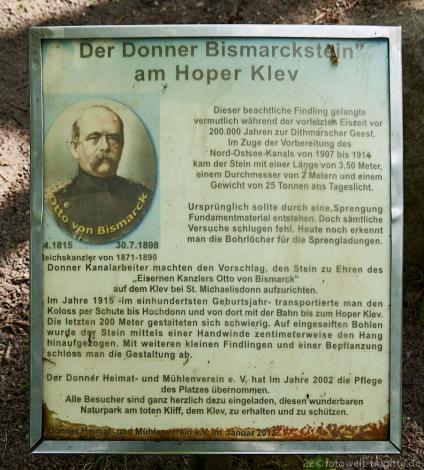 Der Donner Bismarckstein"
am Hoper Klev
Dieser beachtliche Findling gelangte
vermutlich während der vorletzten Eiszeit vor
200.000 Jahren zur Dithmarscher Geest.
Im Zuge der Vorbereitung des
Nord-Ostsee-Kanals von 1907 bis 1914
kam der Stein mit einer Länge von 3,50 Meter,
einem Durchmesser von 2 Metern und einem
Gewicht von 25 Tonnen ans Tageslicht.
Otto von Bismarck
Ursprünglich sollte durch eine Sprengung
Fundamentmaterial entstehen. Doch sämtliche
Versuche schlugen fehl. Heute noch erkennt
man die Bohrlöcher für die Sprengladungen.
4.1815 30.7.1898
Reichskanzler von 1871-1890
Donner Kanalarbeiter machten den Vorschlag, den Stein zu Ehren des
„Eisernen Kanzlers Otto von Bismarck"
auf dem Klev bei St. Michaelisdonn aufzurichten.
Im Jahre 1915 -im einhundertsten Geburtsjahr- transportierte man den
Koloss per Schute bis Hochdonn und von dort mit der Bahn bis zum Hoper Klev.
Die letzten 200 Meter gestalteten sich schwierig. Auf eingeseiften Bohlen
wurde der Stein mittels einer Handwinde zentimeterweise den Hang
hinaufgezogen. Mit weiteren kleinen Findlingen und einer Bepflanzung
schloss man die Gestaltung ab.
Der Donner Heimat- und Mühlenverein e. V. hat im Jahre 2002 die Pflege
des Platzes übernommen.
Alle Besucher sind ganz herzlich dazu eingeladen, diesen wunderbaren
Naturpark am toten Kliff, dem Klev, zu erhalten und zu schützen.
Donner Heimat- und Mühlenverein e.V. im Januar 2012